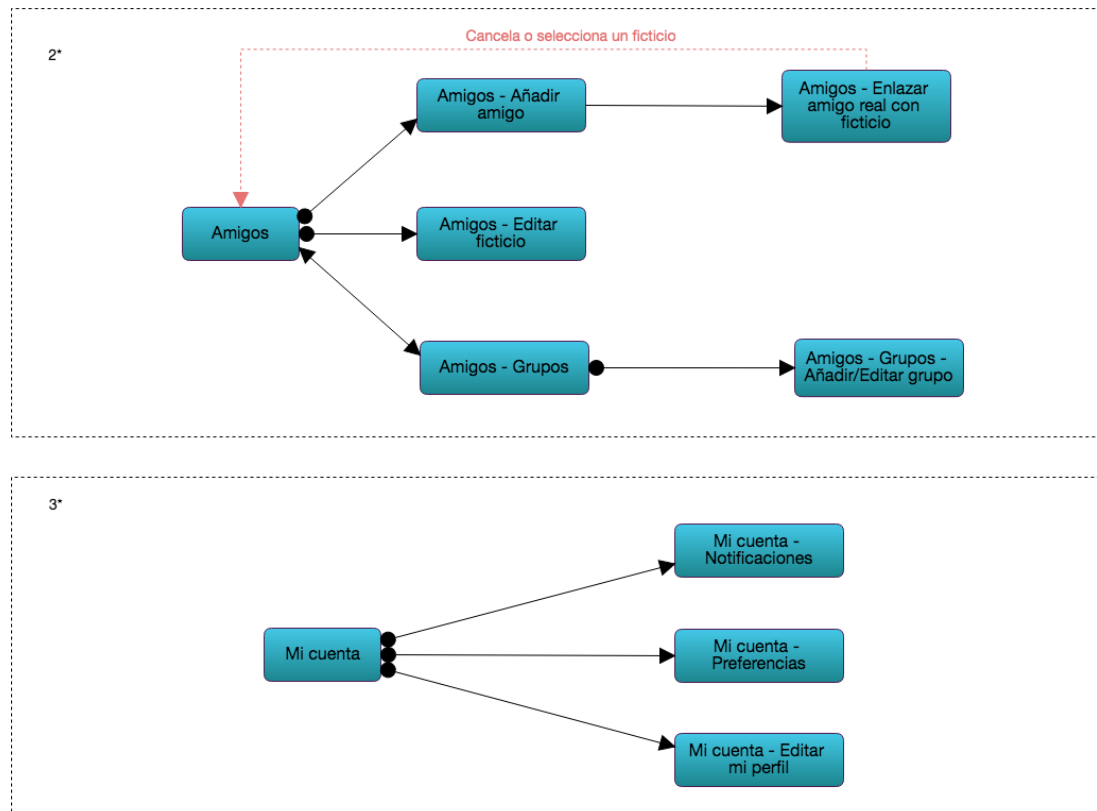 Cancela o selecciona un ficticio
2*
Amigos - Añadir
amigo
Amigos - Enlazar
amigo real con
ficticio
Amigos
Amigos - Editar
ficticio
Amigos - Grupos
Amigos - Grupos -
Añadir/Editar grupo
3*
Mi cuenta -
Notificaciones
Mi cuenta
Mi cuenta -
Preferencias
Mi cuenta - Editar
mi perfil